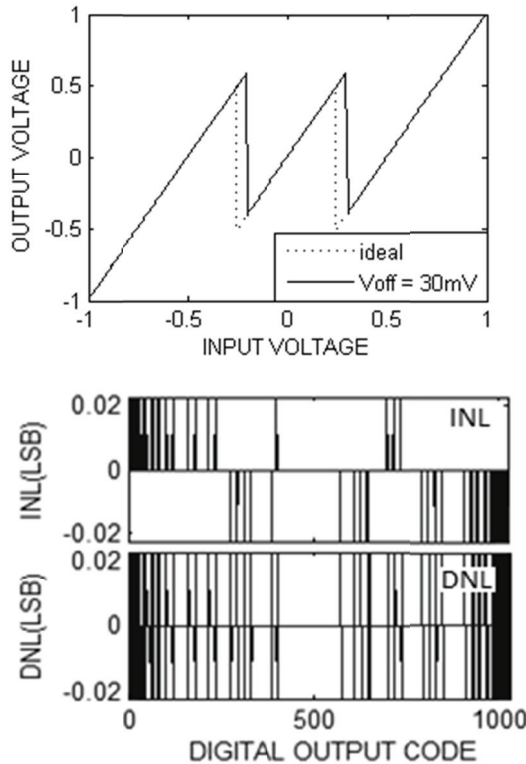 1
0.5
0
-0.5
-1
OUTPUT VOLTAGE
ideal
Voff = 30mV
-1 -0.5 0 0.5 1
INPUT VOLTAGE
0.02
0
-0.02
INL(LSB)
INL
0.02
0
-0.02
DNL(LSB)
DNL
0 500 1000
DIGITAL OUTPUT CODE